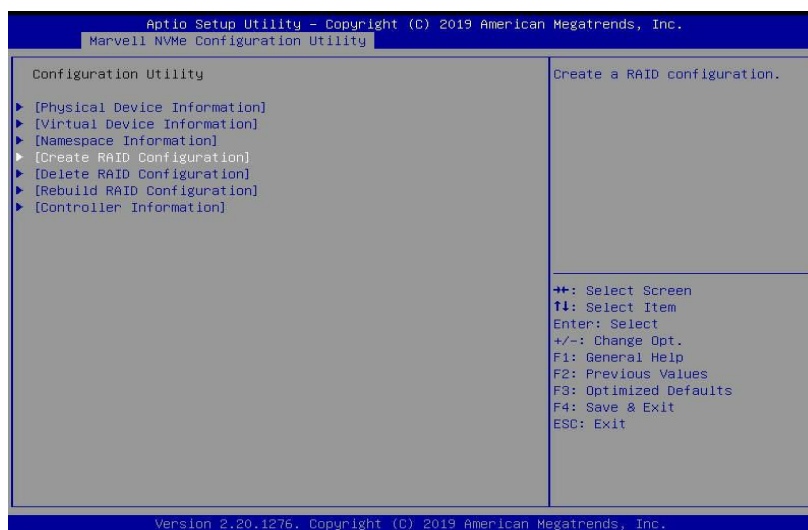 Aptio Setup Utility – Copyright (C) 2019 American Megatrends, Inc.
Marvell NVMe Configuration Utility
Configuration Utility
[Physical Device Information]
[Virtual Device Information]
[Namespace Information]
[Create RAID Configuration]
[Delete RAID Configuration]
[Rebuild RAID Configuration]
[Controller Information]
Create a RAID configuration.
→←: Select Screen
↑↓: Select Item
Enter: Select
+/-: Change Opt.
F1: General Help
F2: Previous Values
F3: Optimized Defaults
F4: Save & Exit
ESC: Exit
Version 2.20.1276. Copyright (C) 2019 American Megatrends, Inc.